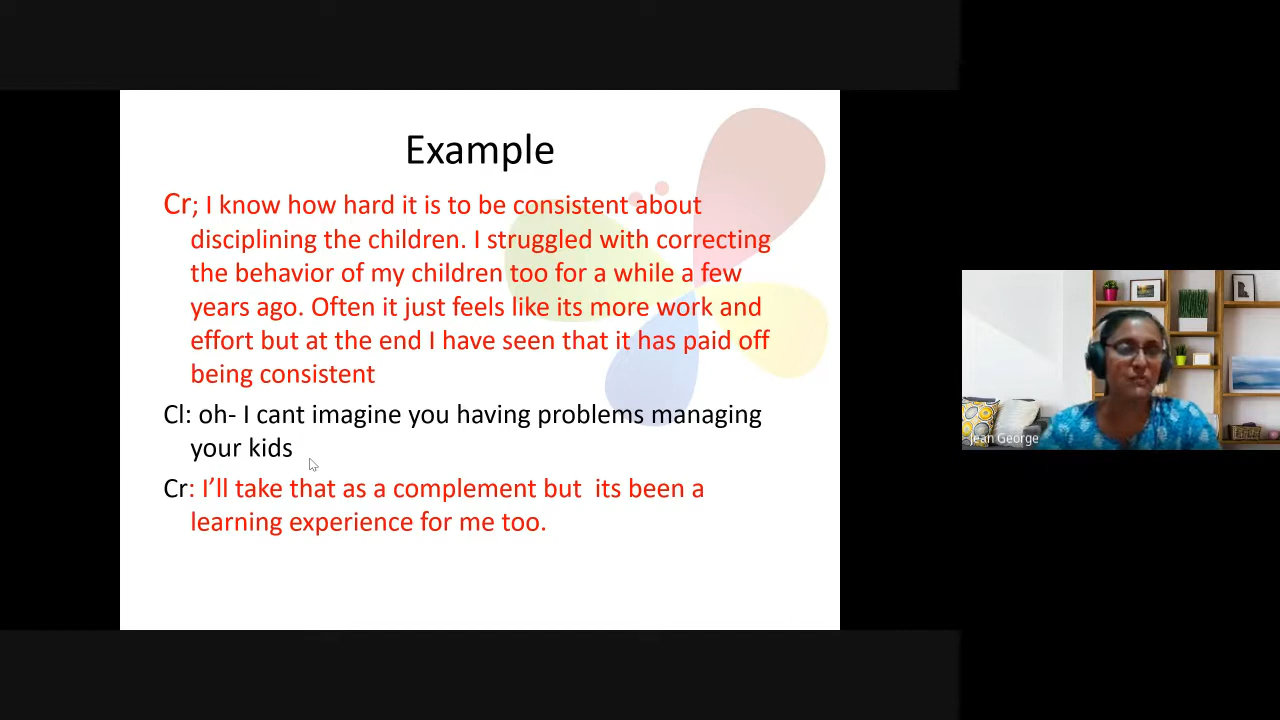 Example
Cr; I know how hard it is to be consistent about
disciplining the children. I struggled with correcting
the behavior of my children too for a while a few
years ago. Often it just feels like its more work and
effort but at the end I have seen that it has paid off
being consistent
Cl: oh- I cant imagine you having problems managing
your kids
Cr: I’ll take that as a complement but  its been a
learning experience for me too.
Jean George